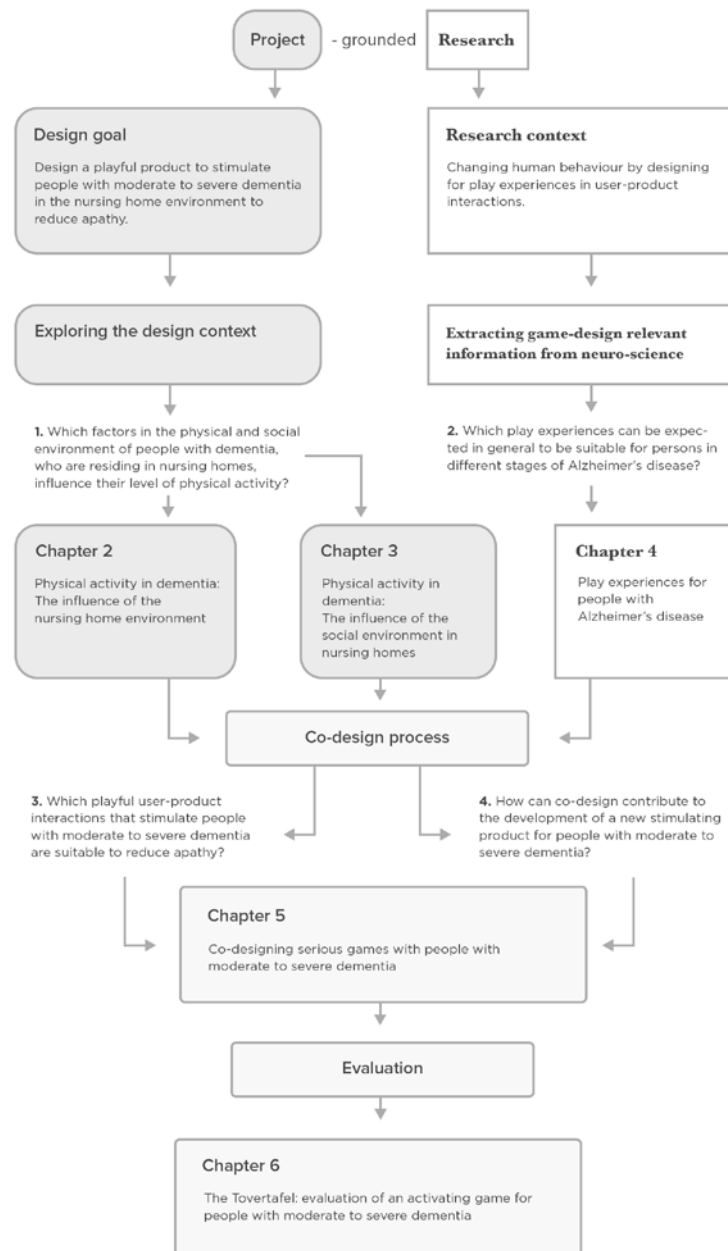 Project - grounded Research
Design goal
Design a playful product to stimulate
people with moderate to severe dementia
in the nursing home environment to
reduce apathy.
Research context
Changing human behaviour by designing
for play experiences in user-product
interactions.
Exploring the design context
Extracting game-design relevant
information from neuro-science
1. Which factors in the physical and social
environment of people with dementia,
who are residing in nursing homes,
influence their level of physical activity?
2. Which play experiences can be expec-
ted in general to be suitable for persons in
different stages of Alzheimer's disease?
Chapter 2
Physical activity in dementia:
The influence of the
nursing home environment
Chapter 3
Physical activity in
dementia:
The influence of the
social environment in
nursing homes
Chapter 4
Play experiences for
people with
Alzheimer's disease
Co-design process
3. Which playful user-product
interactions that stimulate people
with moderate to severe dementia
are suitable to reduce apathy?
4. How can co-design contribute to
the development of a new stimulating
product for people with moderate to
severe dementia?
Chapter 5
Co-designing serious games with people with
moderate to severe dementia
Evaluation
Chapter 6
The Tovertafel: evaluation of an activating game for
people with moderate to severe dementia